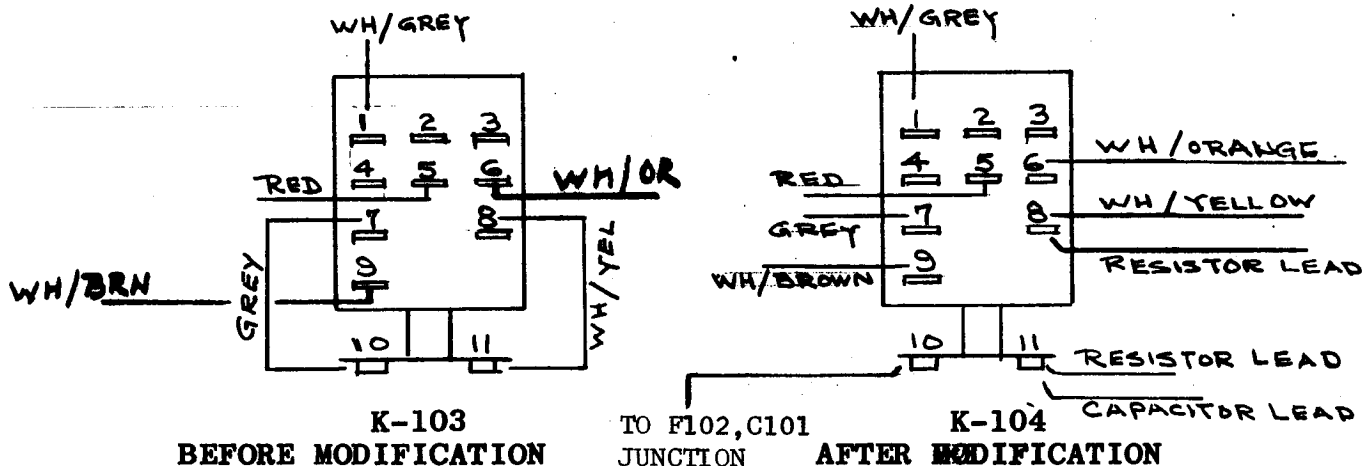 WH/GREY
1 2 3
4 5 6
RED
WH/OR
7 8
9
WH/BRN
GREY
WH/YEL
10 11
K-103
BEFORE MODIFICATION
WH/GREY
1 2 3
4 5 6
WH/ORANGE
RED
7 8
WH/YELLOW
GREY
RESISTOR LEAD
9
WH/BROWN
10 11
RESISTOR LEAD
CAPACITOR LEAD
TO F102,C101
JUNCTION
K-104
AFTER MODIFICATION